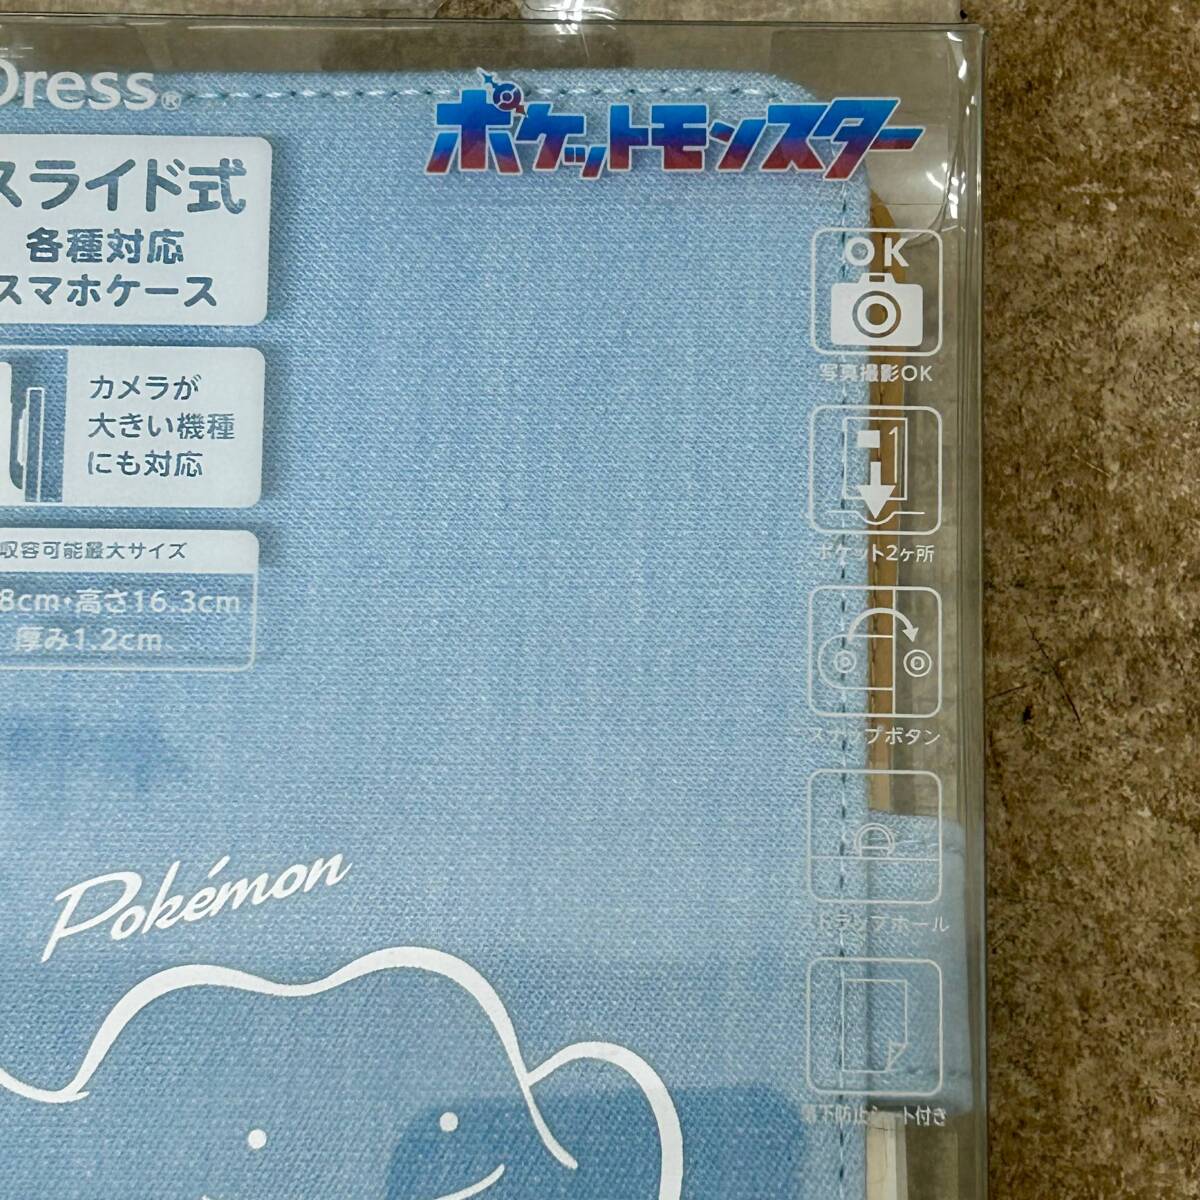 Dress®
ポケットモンスター
スライド式
各種対応
スマホケース
カメラが
大きい機種
にも対応
収容可能最大サイズ
8cm・高さ16.3cm
厚み1.2cm
OK
写真撮影OK
1
ポケット2ヶ所
スナップボタン
ストラップホール
落下防止シート付き
Pokémon